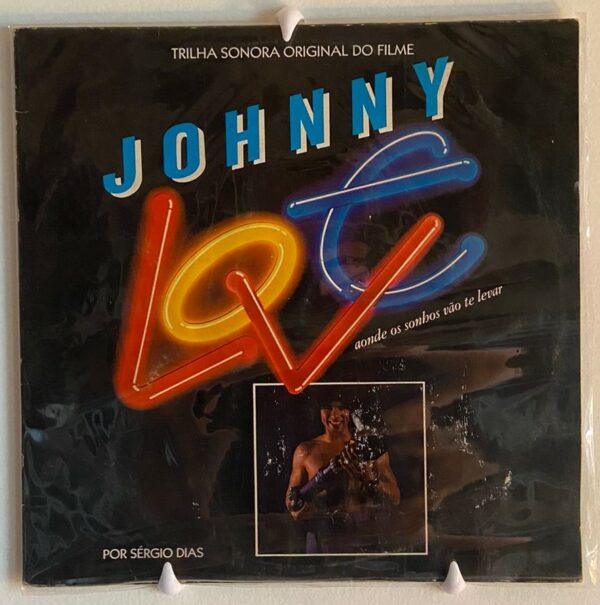 TRILHA SONORA ORIGINAL DO FILME
JOHNNY
LOVE
aonde os sonhos vão te levar
POR SÉRGIO DIAS